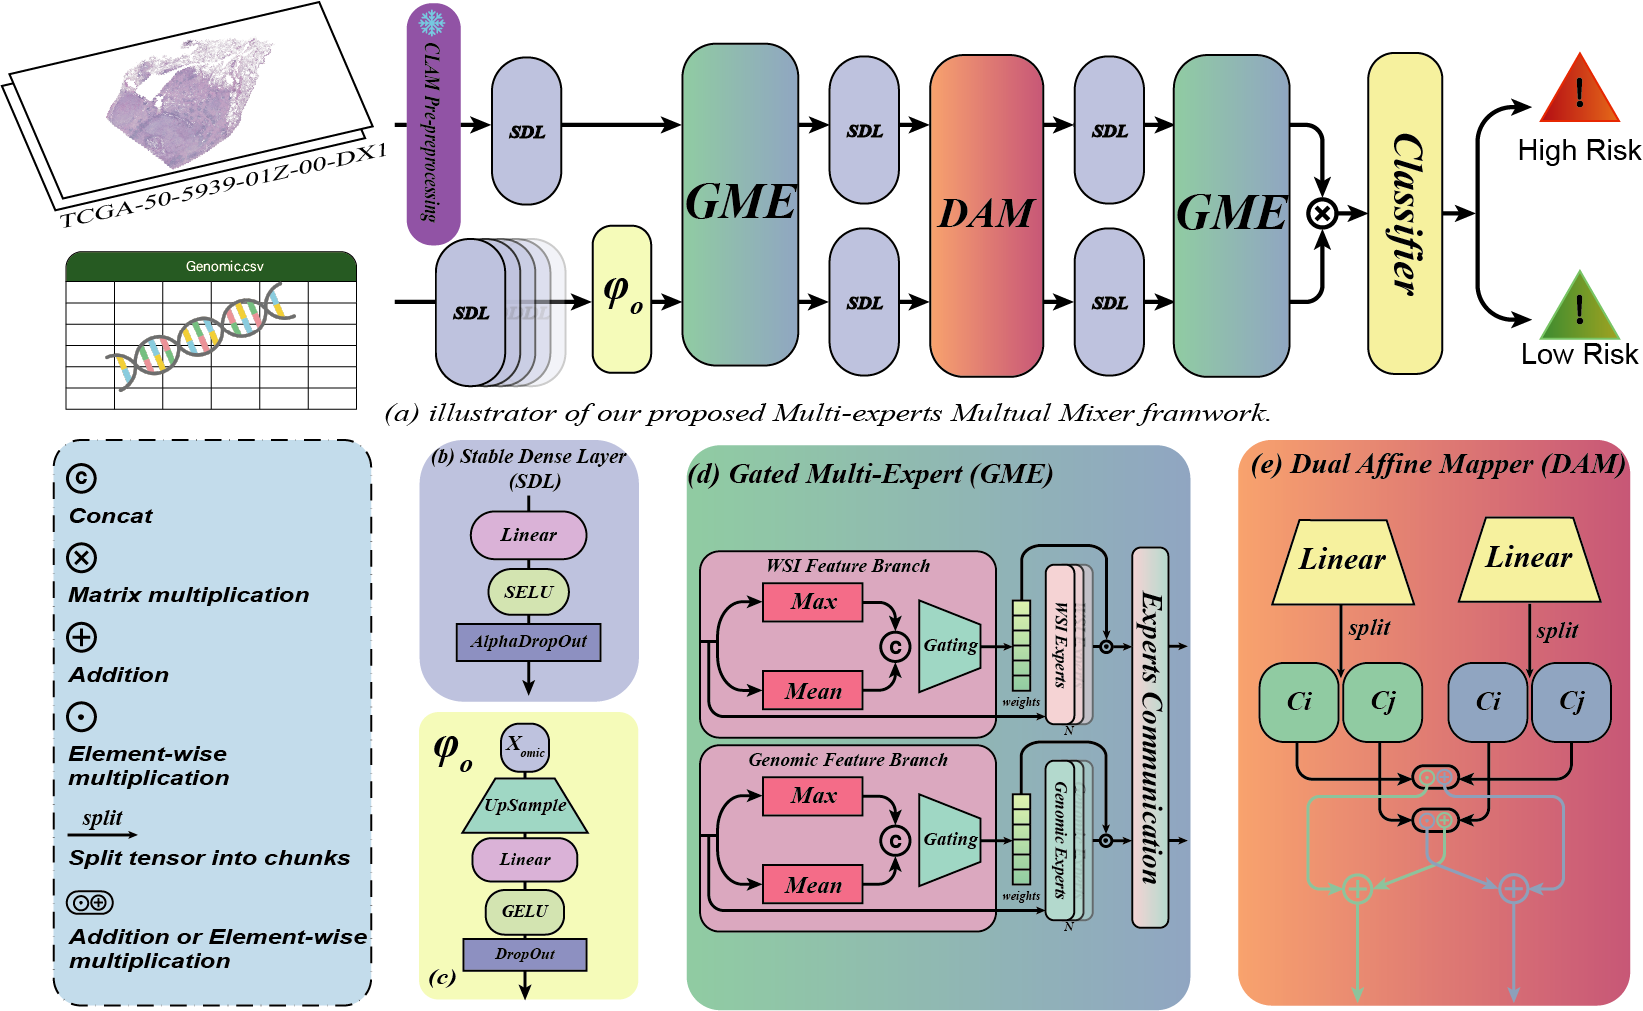 TCGA-50-5939-01Z-00-DX1
Genomic.csv
CLAM Pre-preprocessing
SDL
SDL
φo
GME
SDL
SDL
DAM
SDL
SDL
GME
Classifier
!
High Risk
!
Low Risk
(a) illustrator of our proposed Multi-experts Multual Mixer framwork.
C
Concat
Matrix multiplication
Addition
Element-wise
multiplication
split
Split tensor into chunks
Addition or Element-wise
multiplication
(b) Stable Dense Layer
(SDL)
Linear
SELU
AlphaDropOut
φo
Xomic
UpSample
Linear
GELU
DropOut
(c)
(d) Gated Multi-Expert (GME)
WSI Feature Branch
Max
Mean
C
Gating
weights
WSI Experts
N
Genomic Feature Branch
Max
Mean
C
Gating
weights
Genomic Experts
N
Experts Communication
(e) Dual Affine Mapper (DAM)
Linear
Linear
split
split
Ci
Cj
Ci
Cj